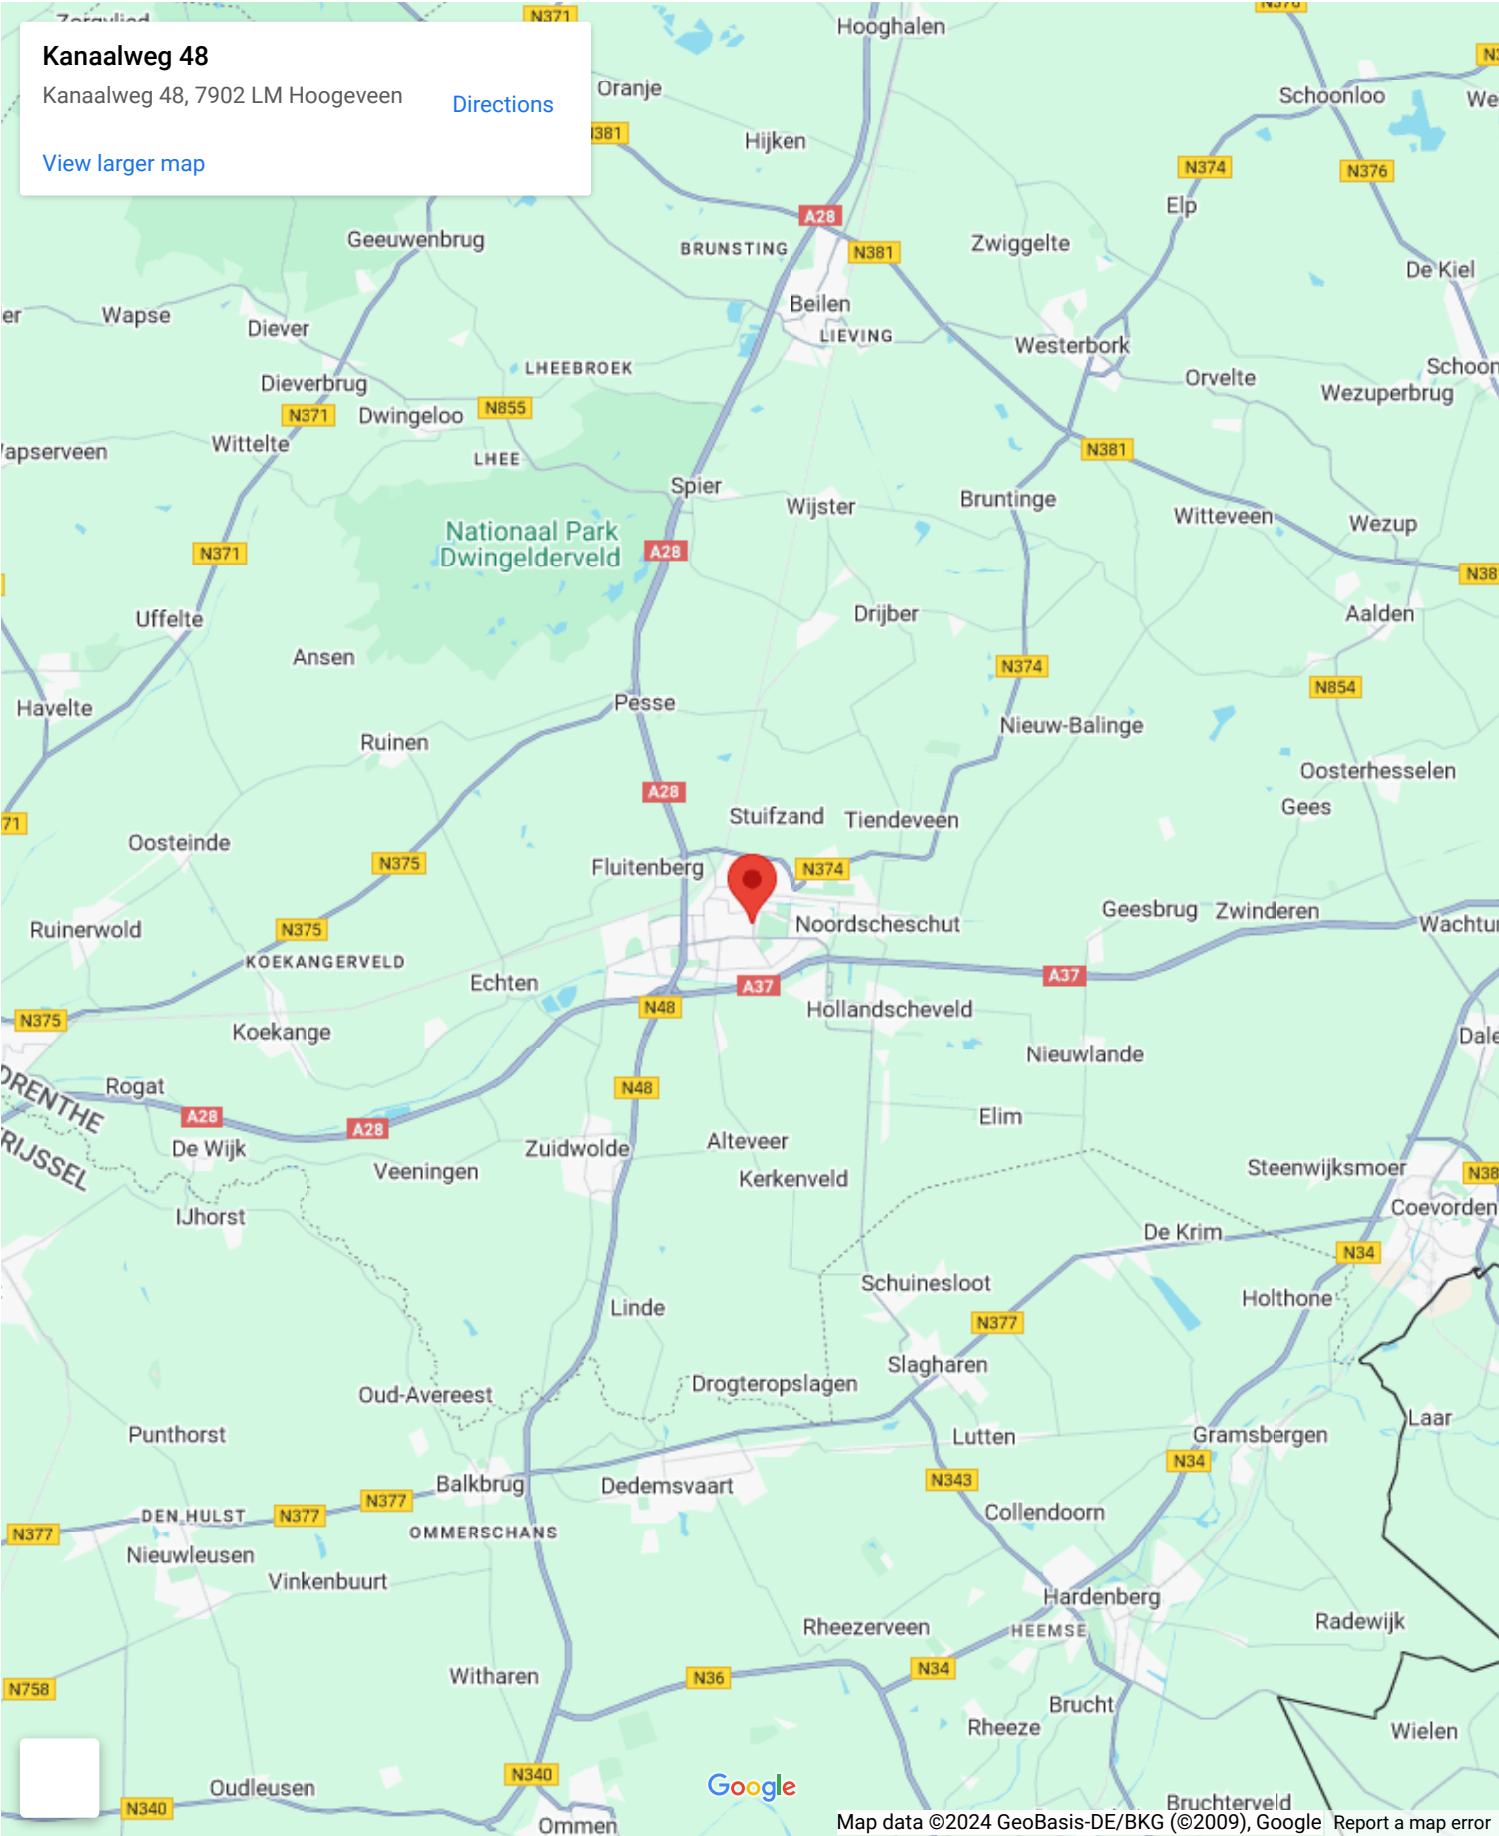 Zorgvlied
N371
Hooghalen
N376
Kanaalweg 48
Kanaalweg 48, 7902 LM Hoogeveen
Directions
View larger map
Oranje
N381
Hijken
Schoonloo
N374
N376
Elp
A28
BRUNSTING
N381
Zwiggelte
Geeuwenbrug
De Kiel
Wapse
Diever
Beilen
LIEVING
Westerbork
LHEEBROEK
Orvelte
Wezuperbrug
Dieverbrug
N371
Dwingeloo
N855
Wittelte
LHEE
N381
Spier
Wijster
Bruntinge
Witteveen
Wezup
Nationaal Park
Dwingelderveld
A28
N371
N38
Uffelte
Drijber
Aalden
Ansen
N374
N854
Havelte
Pesse
Ruinen
Nieuw-Balinge
Oosterhesselen
A28
Gees
71
Stuifzand
Tiendeveen
Oosteinde
N375
Fluitenberg
N374
Ruinerwold
N375
Noordscheschut
Geesbrug
Zwinderen
KOEKANGERVELD
Echten
A37
A37
N48
Hollandscheveld
N375
Koekange
Nieuwlande
Rogat
N48
DRENTHE
A28
A28
Elim
De Wijk
Zuidwolde
Alteveer
RIJSSEL
Veeningen
Kerkenveld
Steenwijksmoer
N38
IJhorst
Coevorden
De Krim
N34
Schuinesloot
Linde
Holthone
N377
Slagharen
Drogteropslagen
Oud-Avereest
Laar
Punthorst
Lutten
Gramsbergen
N34
Balkbrug
Dedemsvaart
N343
N377
DEN HULST
N377
N377
Collendoorn
OMMERSCHANS
Nieuwleusen
Vinkenbuurt
Hardenberg
Rheezerveen
HEEMSE
Radewijk
Witharen
N36
N34
N758
Brucht
Rheeze
Wielen
N340
Google
Oudleusen
N340
Bruchterveld
Ommen
Map data ©2024 GeoBasis-DE/BKG (©2009), Google
Report a map error